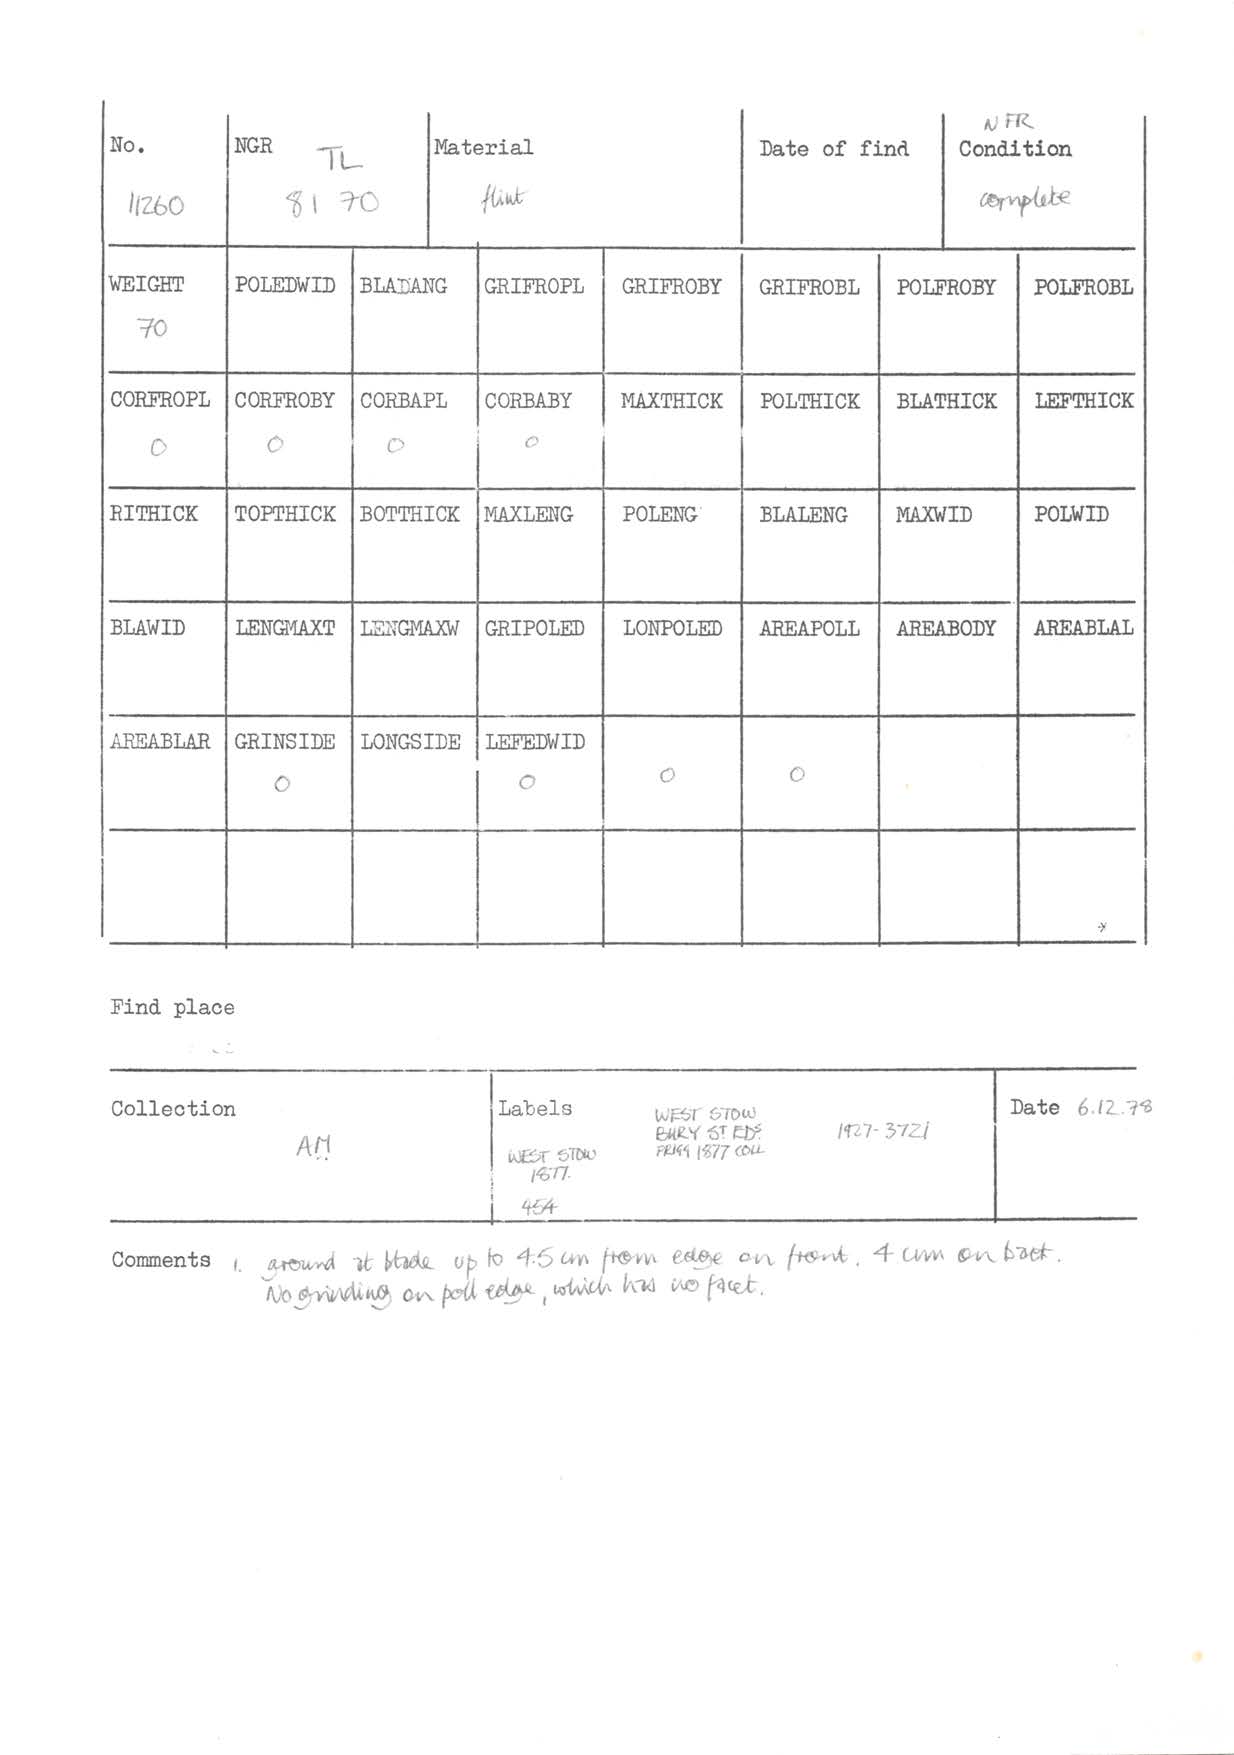 No. NGR Material Date of find NFR Condition
TL
11260 81 70 flint complete
WEIGHT POLEDWID BLADANG GRIFROPL GRIFROBY GRIFROBL POLFROBY POLFROBL
70
CORFROPL CORFROBY CORBAPL CORBABY MAXTHICK POLTHICK BLATHICK LEFTHICK
0 0 0 0
RITHICK TOPTHICK BOTTHICK MAXLENG POLENG BLALENG MAXWID POLWID
BLAWID LENGMAXT LENGMAXW GRIPOLED LONPOLED AREAPOLL AREABODY AREABLAL
AREABLAR GRINSIDE LONGSIDE LEFEDWID
0 0 0 0
Find place
Collection Labels Date 6.12.78
AM
WEST STOW
1877.
454
WEST STOW
BURY ST EDS.
1877 COLL
1927-3721
Comments 1. ground at blade up to 4.5 cm from edge on front, 4 cm on back.
No grinding on poll edge, which has no facet.